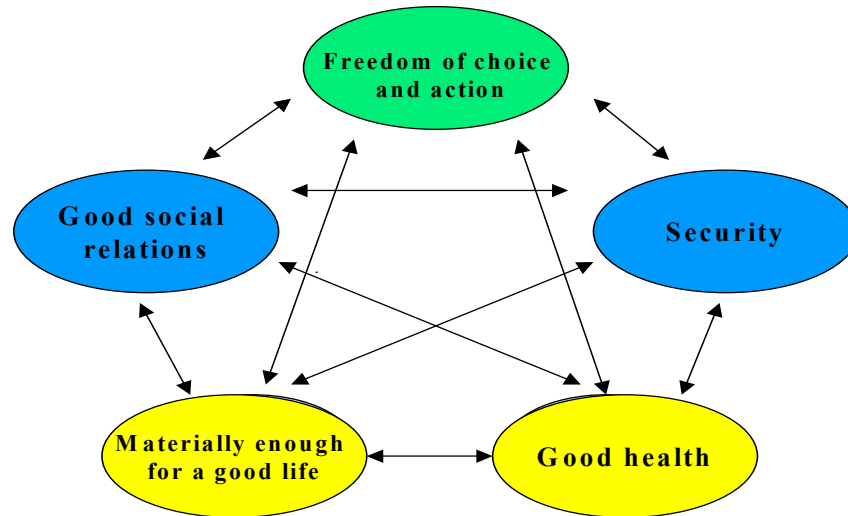 Freedom of choice
and action
Good social
relations
Security
Materially enough
for a good life
Good health